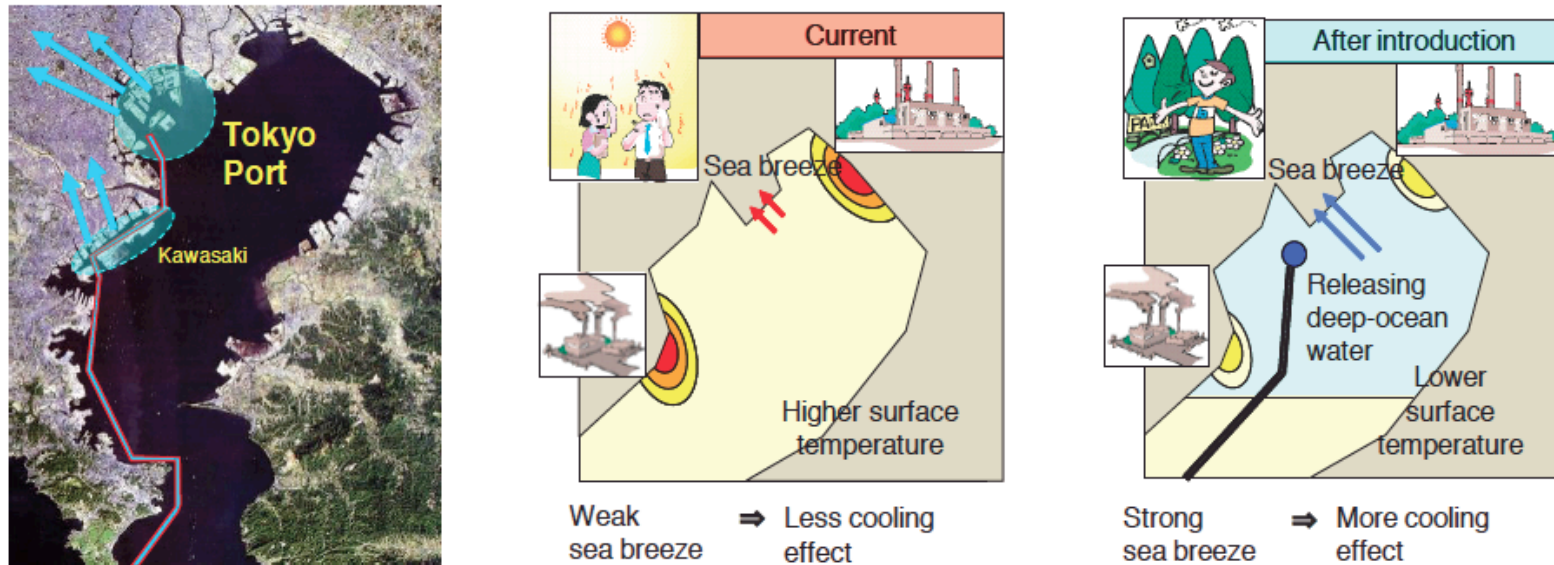 Tokyo
Port
Kawasaki
Current
Sea breeze
Higher surface
temperature
Weak
sea breeze
⇒ Less cooling
effect
After introduction
PARK
Sea breeze
Releasing
deep-ocean
water
Lower
surface
temperature
Strong
sea breeze
⇒ More cooling
effect